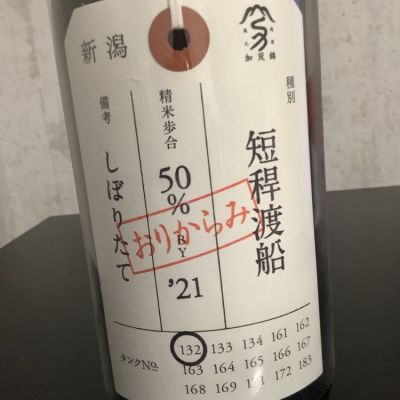 新潟
加茂錦
種別
短稈渡船
精米歩合
50%
BY
'21
おりからみ
備考
しぼりたて
タンクNo.
132 133 134 161 162
163 164 165 166 167
168 169 171 172 183